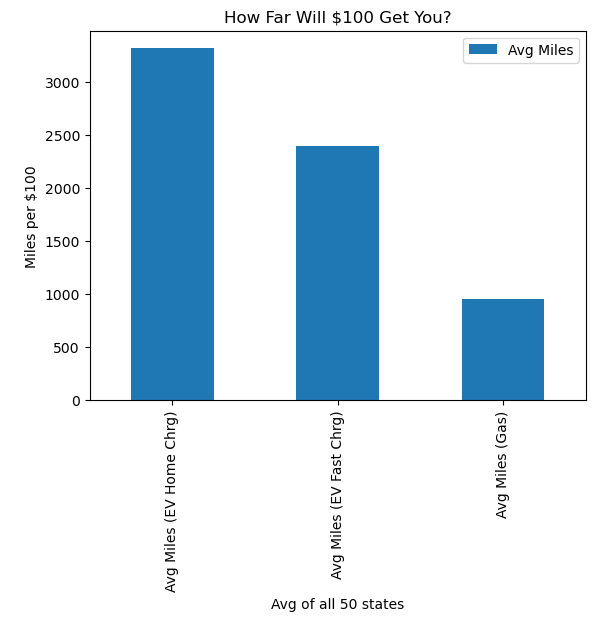 How Far Will $100 Get You?
Avg Miles
Miles per $100
3000
2500
2000
1500
1000
500
0
Avg Miles (EV Home Chrg)
Avg Miles (EV Fast Chrg)
Avg Miles (Gas)
Avg of all 50 states